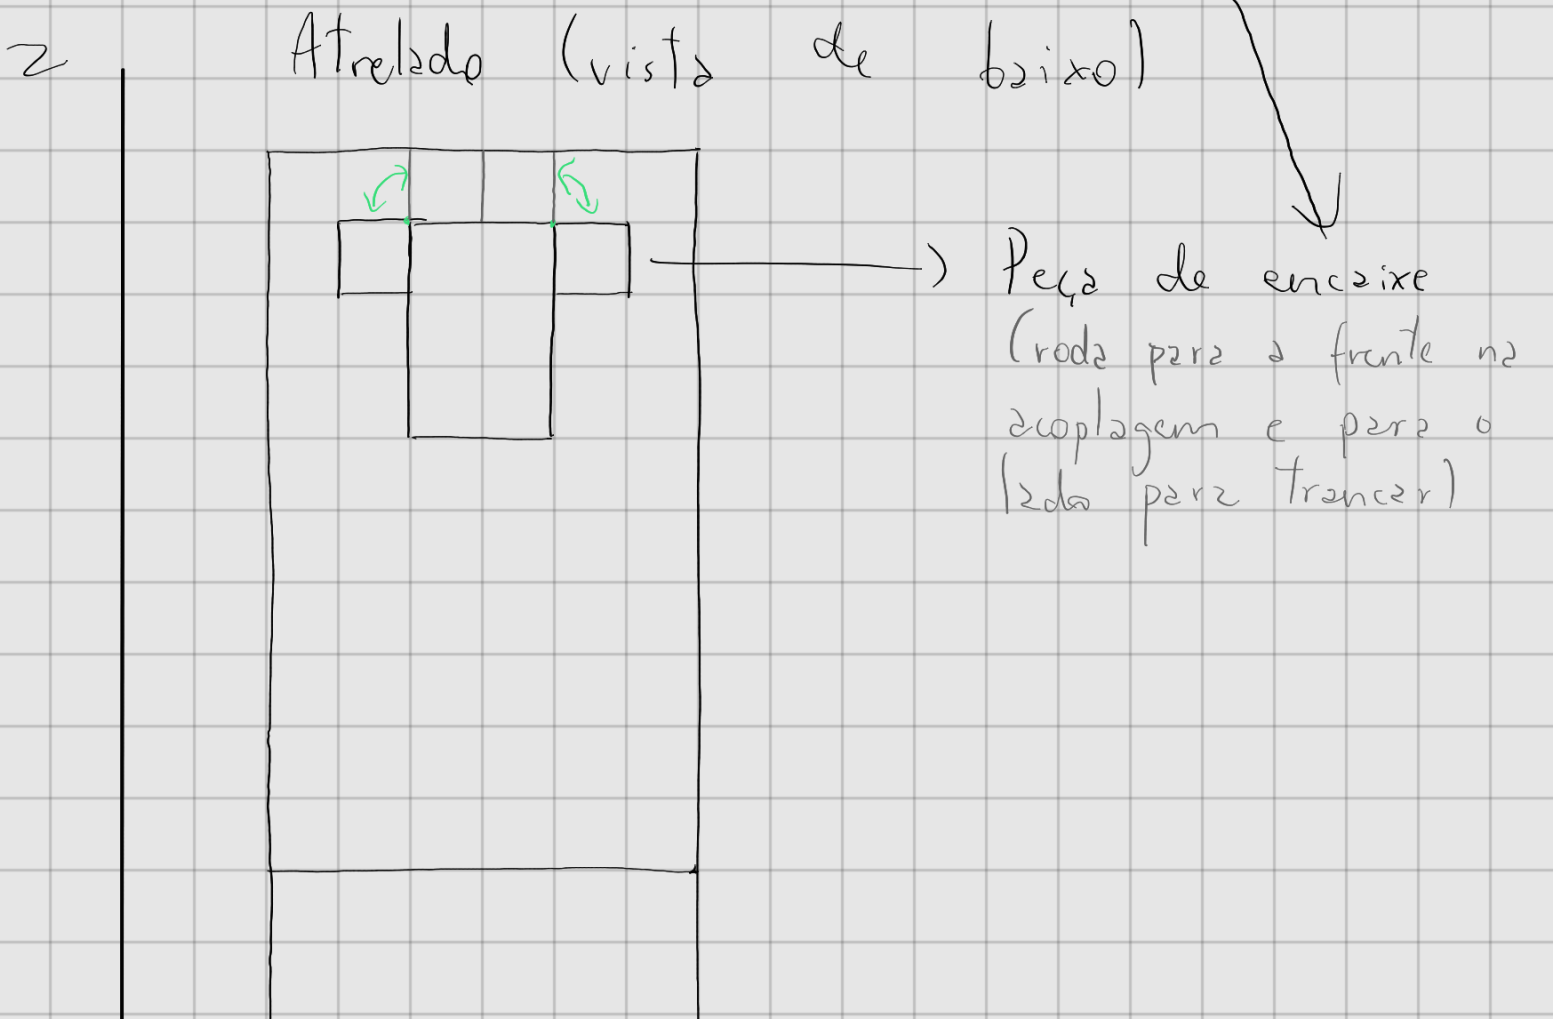 2
Atrelado (vista de baixo)
Peça de encaixe
(roda para a frente na
acoplagem e para o
lado para trancar)